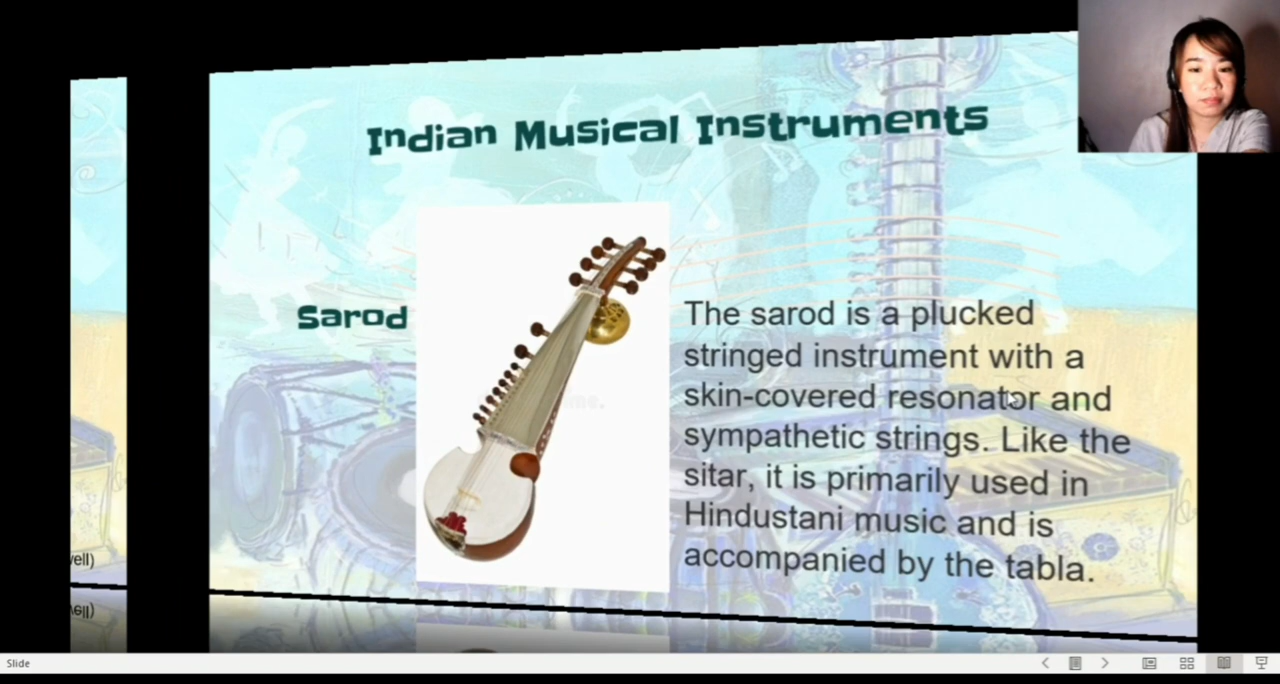 Indian Musical Instruments
Sarod
The sarod is a plucked
stringed instrument with a
skin-covered resonator and
sympathetic strings. Like the
sitar, it is primarily used in
Hindustani music and is
accompanied by the tabla.
Slide